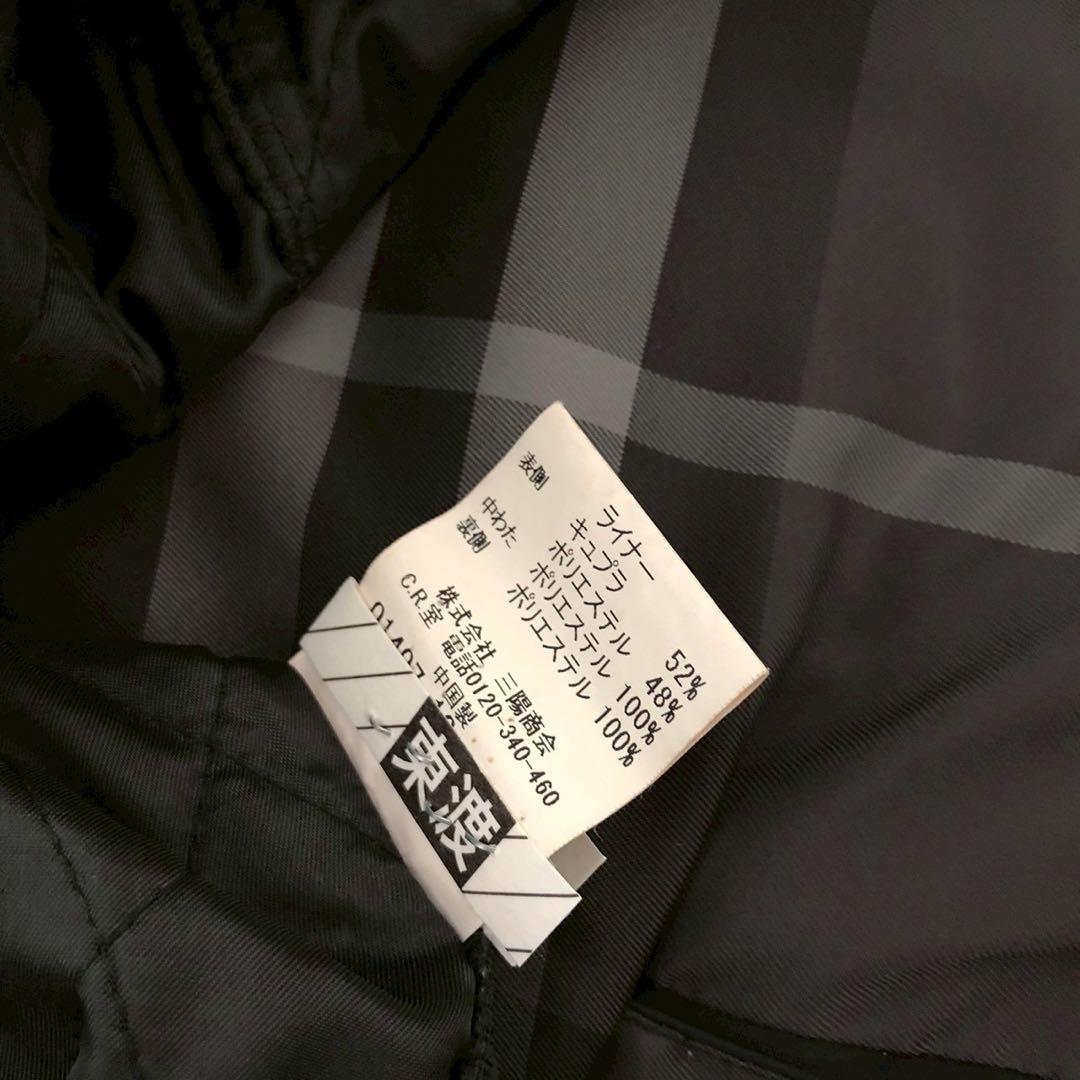 ライナー
表側 キュプラ 52%
ポリエステル 48%
中わた ポリエステル 100%
裏側 ポリエステル 100%
株式会社 三陽商会
C.R.室 電話0120-340-460
中国製
東渡